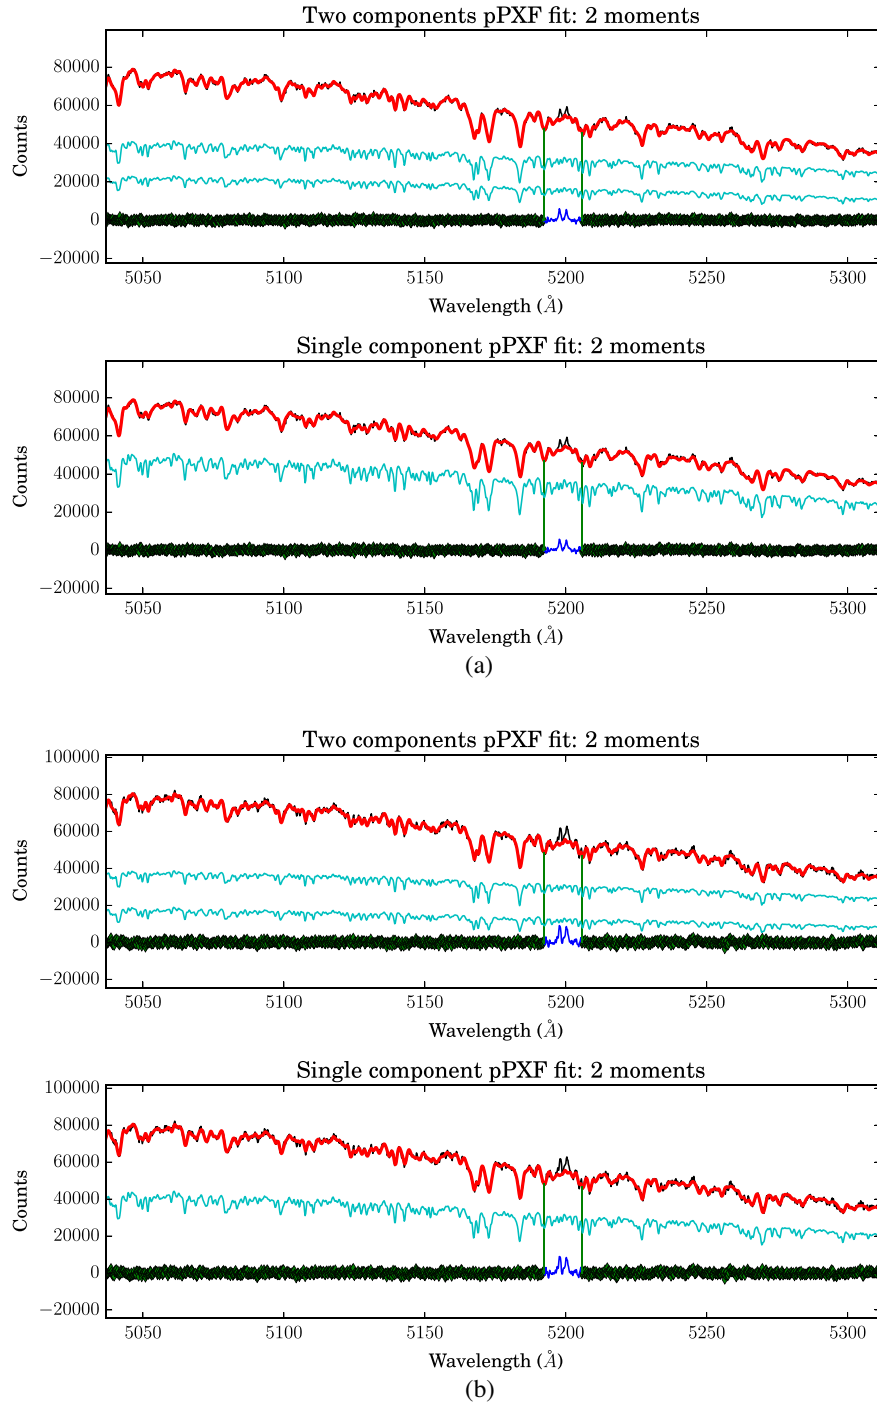 Two components pPXF fit: 2 moments
80000
60000
40000
20000
0
−20000
Counts
5050 5100 5150 5200 5250 5300
Wavelength (Å)
Single component pPXF fit: 2 moments
80000
60000
40000
20000
0
−20000
Counts
5050 5100 5150 5200 5250 5300
Wavelength (Å)
(a)
Two components pPXF fit: 2 moments
100000
80000
60000
40000
20000
0
−20000
Counts
5050 5100 5150 5200 5250 5300
Wavelength (Å)
Single component pPXF fit: 2 moments
100000
80000
60000
40000
20000
0
−20000
Counts
5050 5100 5150 5200 5250 5300
Wavelength (Å)
(b)